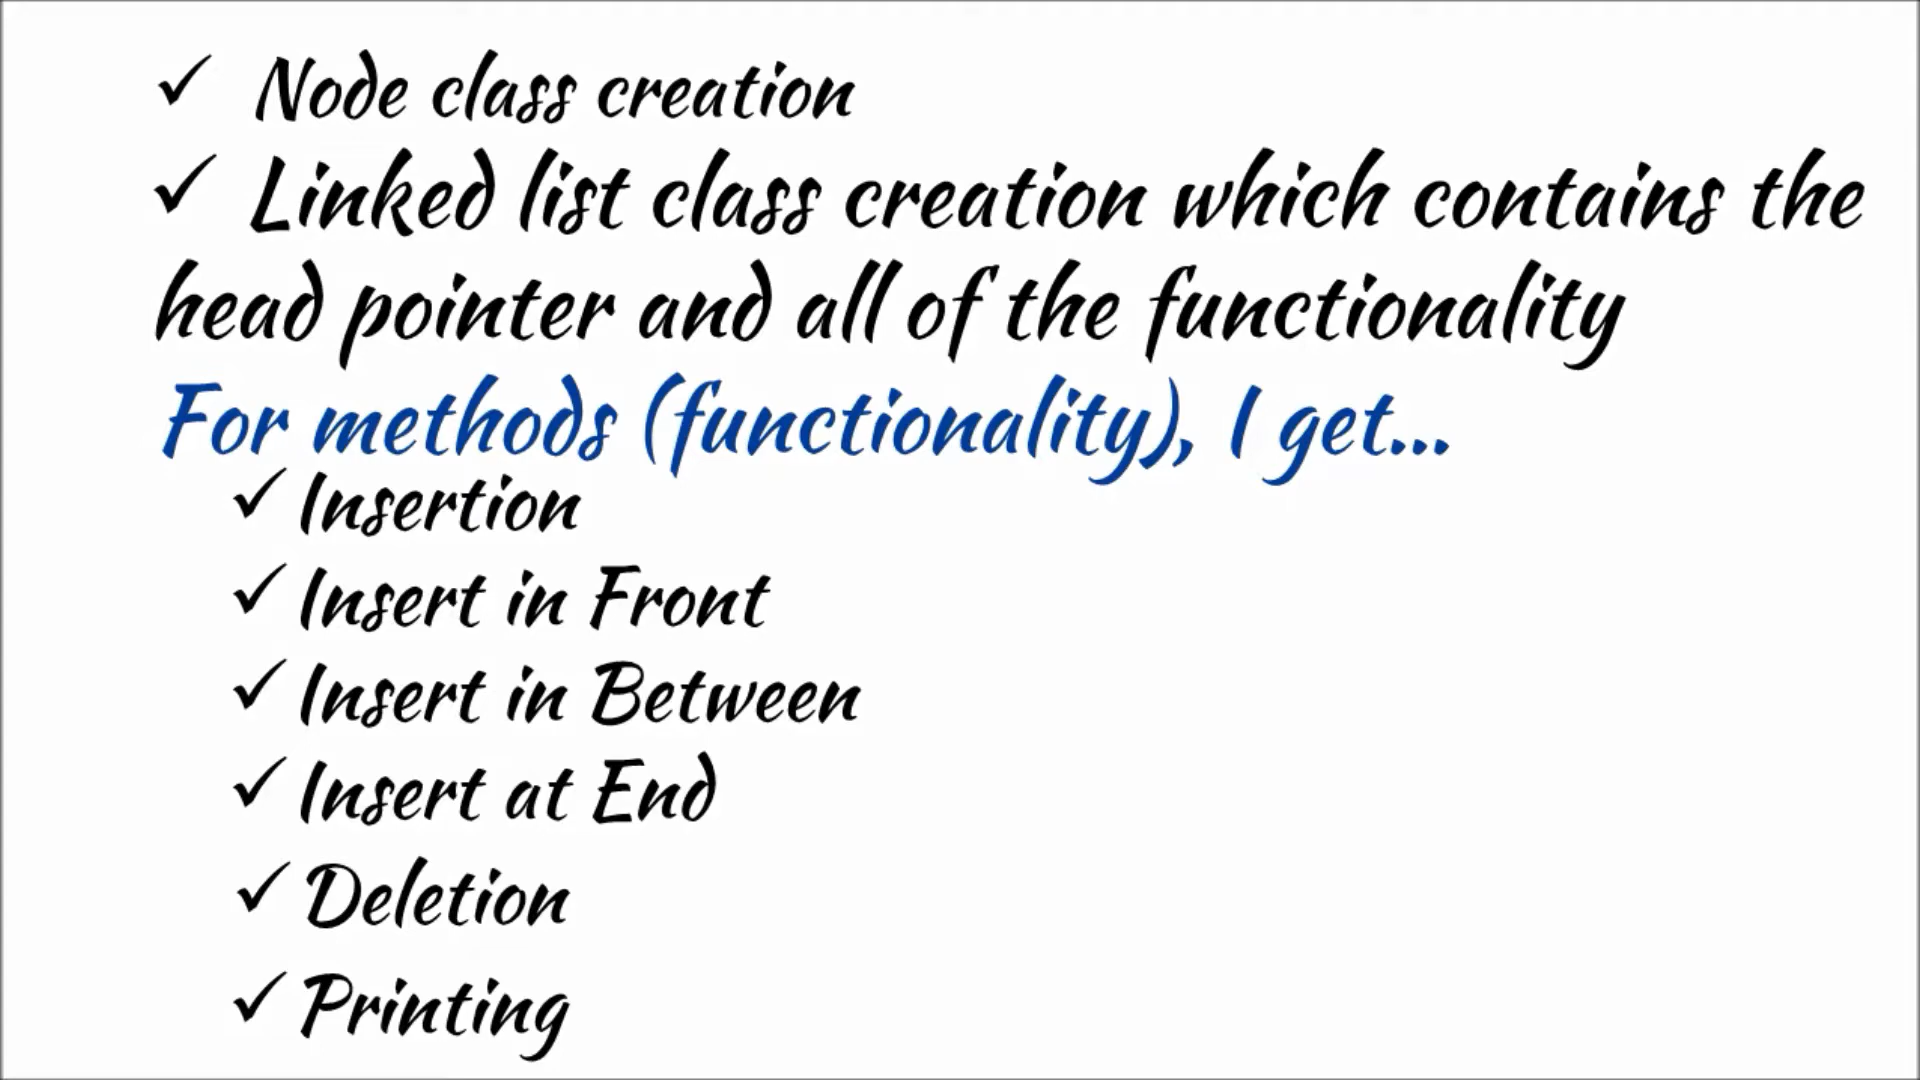 ✓ Node class creation
✓ Linked list class creation which contains the
head pointer and all of the functionality
For methods (functionality), I get...
✓ Insertion
✓ Insert in Front
✓ Insert in Between
✓ Insert at End
✓ Deletion
✓ Printing